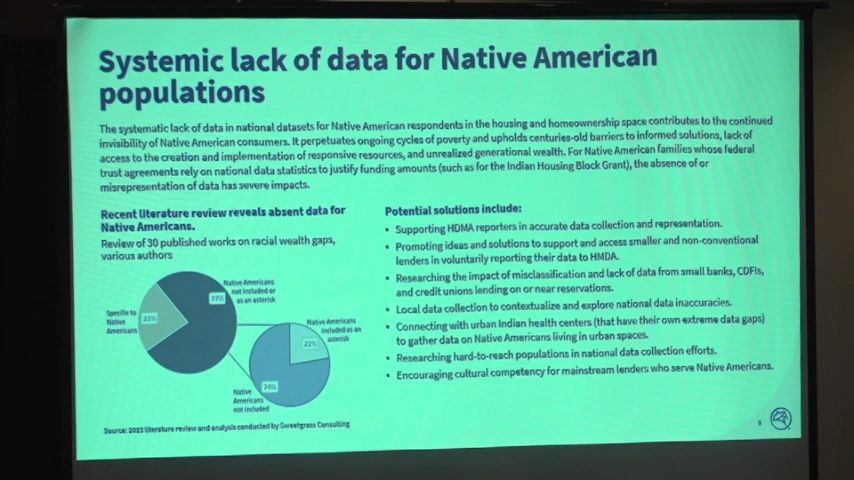 Systemic lack of data for Native American
populations
The systematic lack of data in national datasets for Native American respondents in the housing and homeownership space contributes to the continued
invisibility of Native American consumers. It perpetuates ongoing cycles of poverty and upholds centuries-old barriers to informed solutions, lack of
access to the creation and implementation of responsive resources, and unrealized generational wealth. For Native American families whose federal
trust agreements rely on national data statistics to justify funding amounts (such as for the Indian Housing Block Grant), the absence of or
misrepresentation of data has severe impacts.
Recent literature review reveals absent data for
Native Americans.
Review of 30 published works on racial wealth gaps,
various authors
Native Americans
not included or
as an asterisk
77%
Specific to
Native
Americans
23%
Native Americans
included as an
asterisk
22%
Native
Americans
not included
Source: 2023 literature review and analysis conducted by Sweetgrass Consulting
Potential solutions include:
• Supporting HDMA reporters in accurate data collection and representation.
• Promoting ideas and solutions to support and access smaller and non-conventional
lenders in voluntarily reporting their data to HMDA.
• Researching the impact of misclassification and lack of data from small banks, CDFIs,
and credit unions lending on or near reservations.
• Local data collection to contextualize and explore national data inaccuracies.
• Connecting with urban Indian health centers (that have their own extreme data gaps)
to gather data on Native Americans living in urban spaces.
• Researching hard-to-reach populations in national data collection efforts.
• Encouraging cultural competency for mainstream lenders who serve Native Americans.